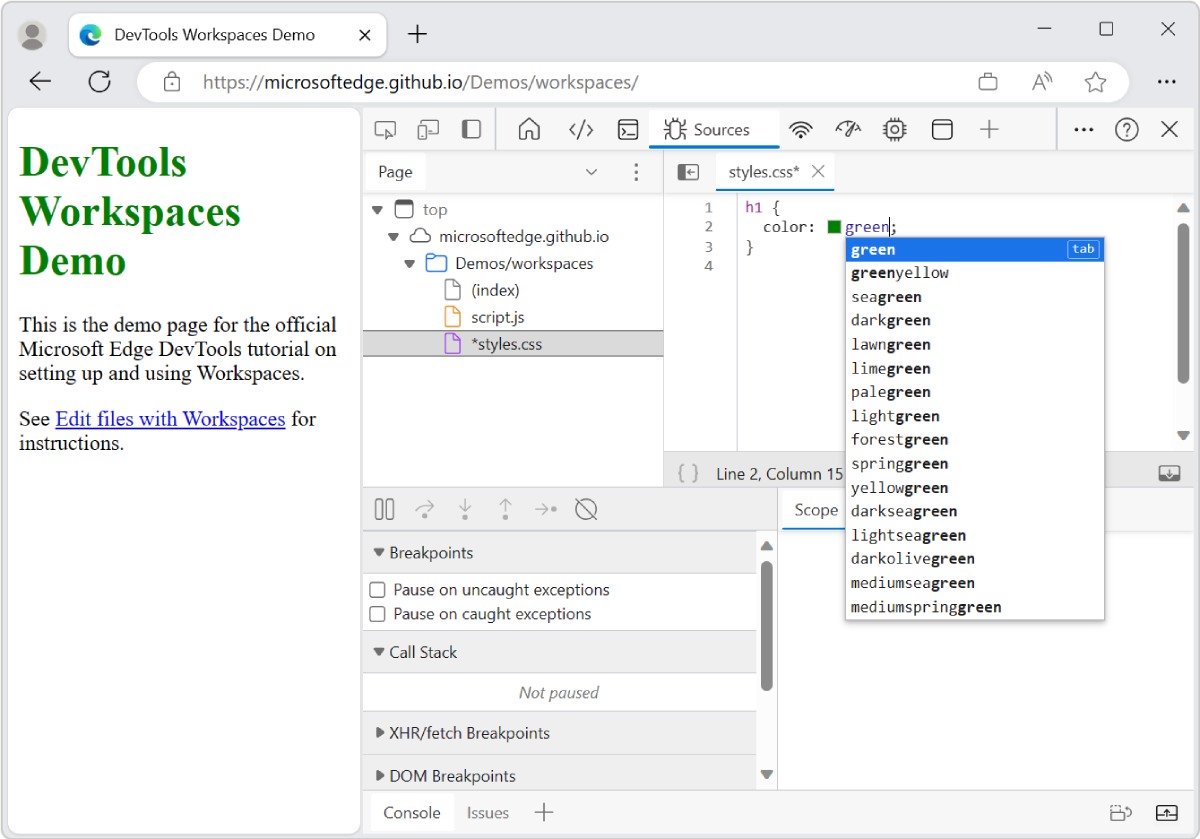 DevTools Workspaces Demo
https://microsoftedge.github.io/Demos/workspaces/
DevTools
Workspaces
Demo
This is the demo page for the official
Microsoft Edge DevTools tutorial on
setting up and using Workspaces.
See Edit files with Workspaces for
instructions.
Sources
Page
top
microsoftedge.github.io
Demos/workspaces
(index)
script.js
*styles.css
styles.css*
1 h1 {
2 color: green;
3 }
4
green tab
greenyellow
seagreen
darkgreen
lawngreen
limegreen
palegreen
lightgreen
forestgreen
springgreen
yellowgreen
darkseagreen
lightseagreen
darkolivegreen
mediumseagreen
mediumspringgreen
{ } Line 2, Column 15
Scope
Breakpoints
Pause on uncaught exceptions
Pause on caught exceptions
Call Stack
Not paused
XHR/fetch Breakpoints
DOM Breakpoints
Console Issues